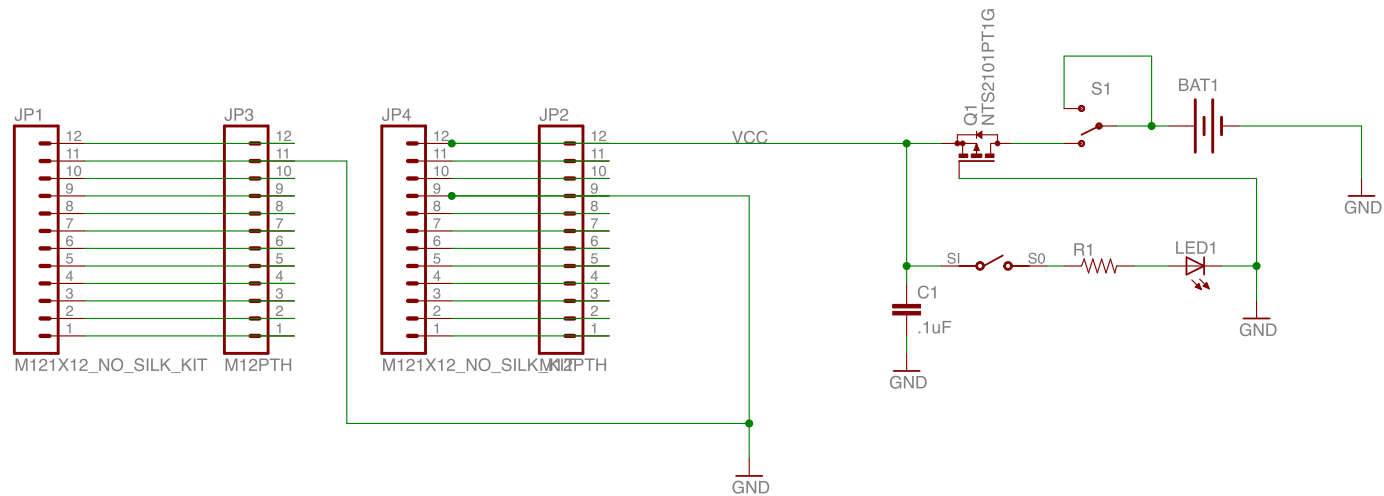 JP1
12
11
10
9
8
7
6
5
4
3
2
1
M121X12_NO_SILK_KIT
JP3
12
11
10
9
8
7
6
5
4
3
2
1
M12PTH
JP4
12
11
10
9
8
7
6
5
4
3
2
1
M121X12_NO_SILK_KIT
JP2
12
11
10
9
8
7
6
5
4
3
2
1
M12PTH
VCC
GND
Q1
NTS2101PT1G
S1
BAT1
GND
SI
S0
R1
LED1
GND
C1
.1uF
GND